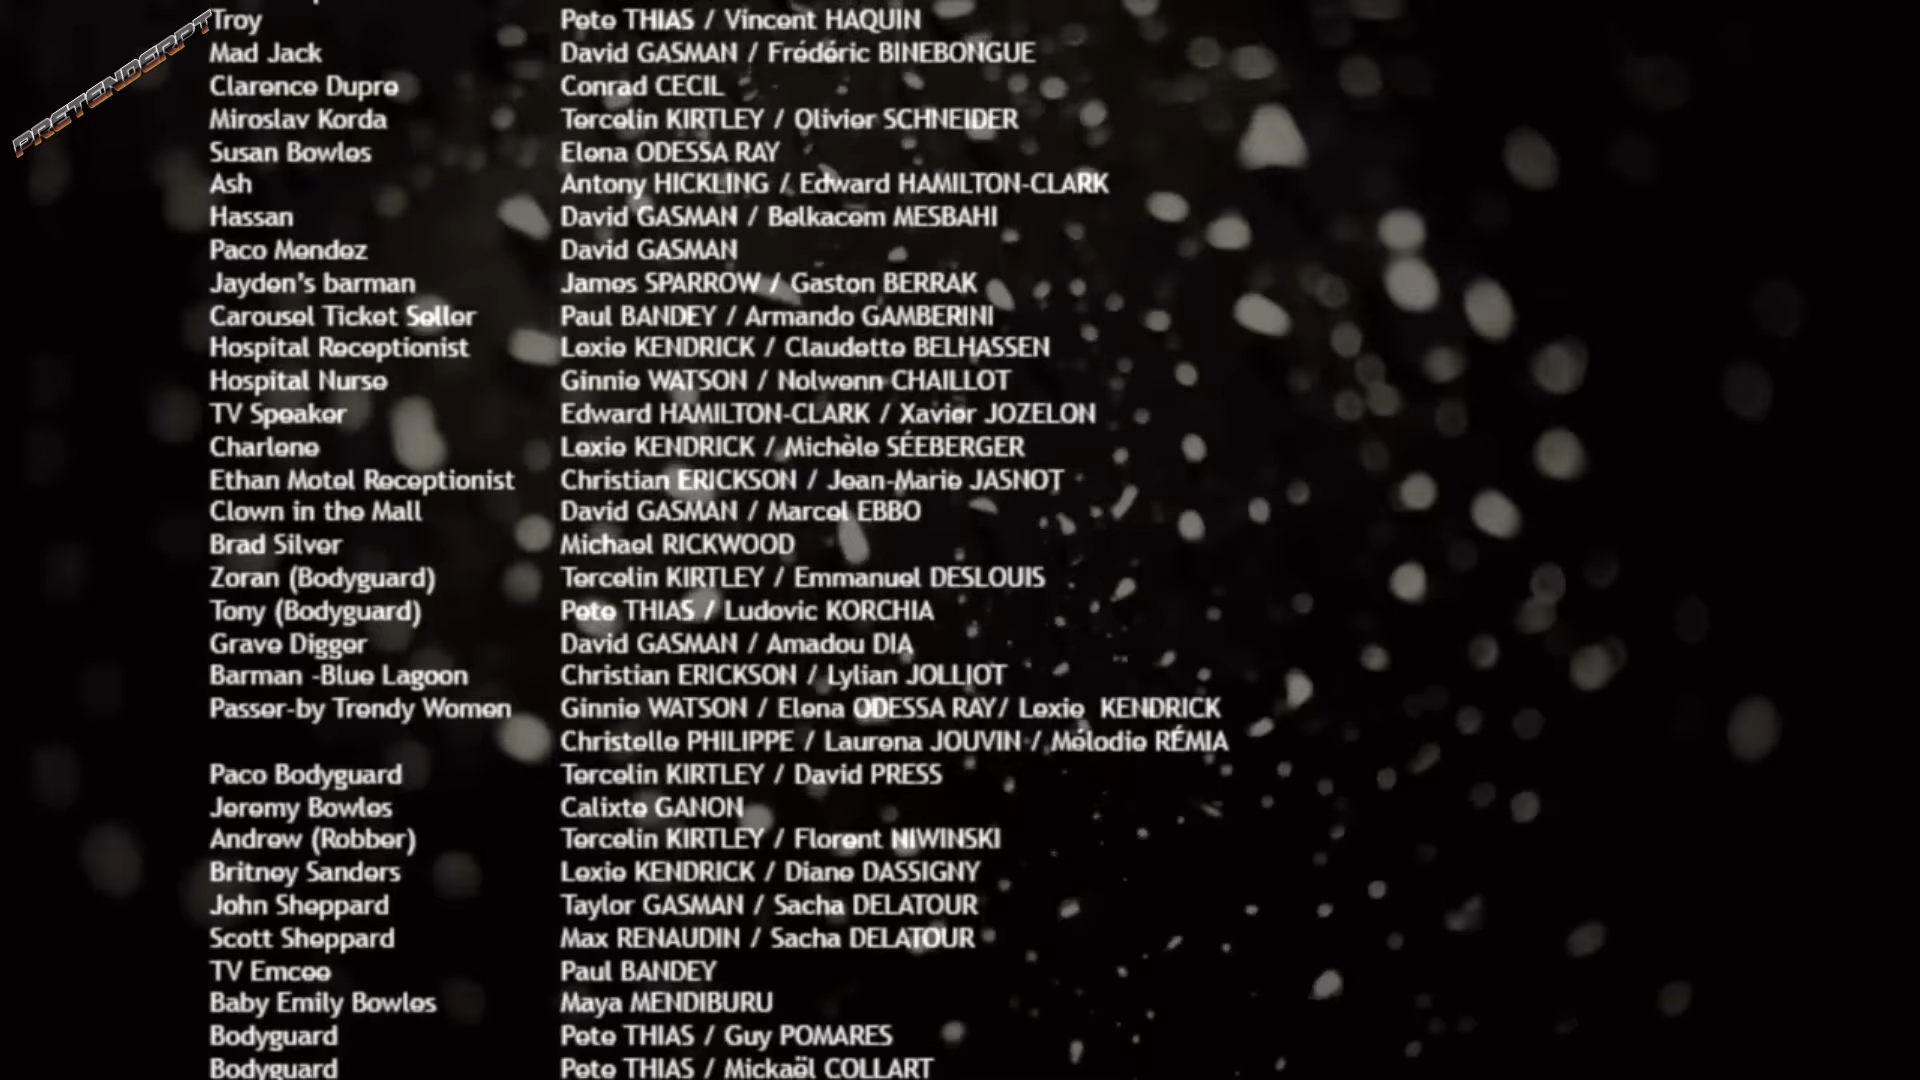 PRETENDERPT
Troy Pete THIAS / Vincent HAQUIN
Mad Jack David GASMAN / Frédéric BINEBONGUE
Clarence Dupre Conrad CECIL
Miroslav Korda Tercelin KIRTLEY / Olivier SCHNEIDER
Susan Bowles Elena ODESSA RAY
Ash Antony HICKLING / Edward HAMILTON-CLARK
Hassan David GASMAN / Belkacem MESBAHI
Paco Mendez David GASMAN
Jayden's barman James SPARROW / Gaston BERRAK
Carousel Ticket Seller Paul BANDEY / Armando GAMBERINI
Hospital Receptionist Lexie KENDRICK / Claudette BELHASSEN
Hospital Nurse Ginnie WATSON / Nolwenn CHAILLOT
TV Speaker Edward HAMILTON-CLARK / Xavier JOZELON
Charlene Lexie KENDRICK / Michèle SÉEBERGER
Ethan Motel Receptionist Christian ERICKSON / Jean-Marie JASNOT
Clown in the Mall David GASMAN / Marcel EBBO
Brad Silver Michael RICKWOOD
Zoran (Bodyguard) Tercelin KIRTLEY / Emmanuel DESLOUIS
Tony (Bodyguard) Pete THIAS / Ludovic KORCHIA
Grave Digger David GASMAN / Amadou DIA
Barman -Blue Lagoon Christian ERICKSON / Lylian JOLLIOT
Passer-by Trendy Women Ginnie WATSON / Elena ODESSA RAY/ Lexie KENDRICK
Christelle PHILIPPE / Laurena JOUVIN / Mélodie RÉMIA
Paco Bodyguard Tercelin KIRTLEY / David PRESS
Jeremy Bowles Calixte GANON
Andrew (Robber) Tercelin KIRTLEY / Florent NIWINSKI
Britney Sanders Lexie KENDRICK / Diane DASSIGNY
John Sheppard Taylor GASMAN / Sacha DELATOUR
Scott Sheppard Max RENAUDIN / Sacha DELATOUR
TV Emcee Paul BANDEY
Baby Emily Bowles Maya MENDIBURU
Bodyguard Pete THIAS / Guy POMARES
Bodyguard Pete THIAS / Mickaël COLLART